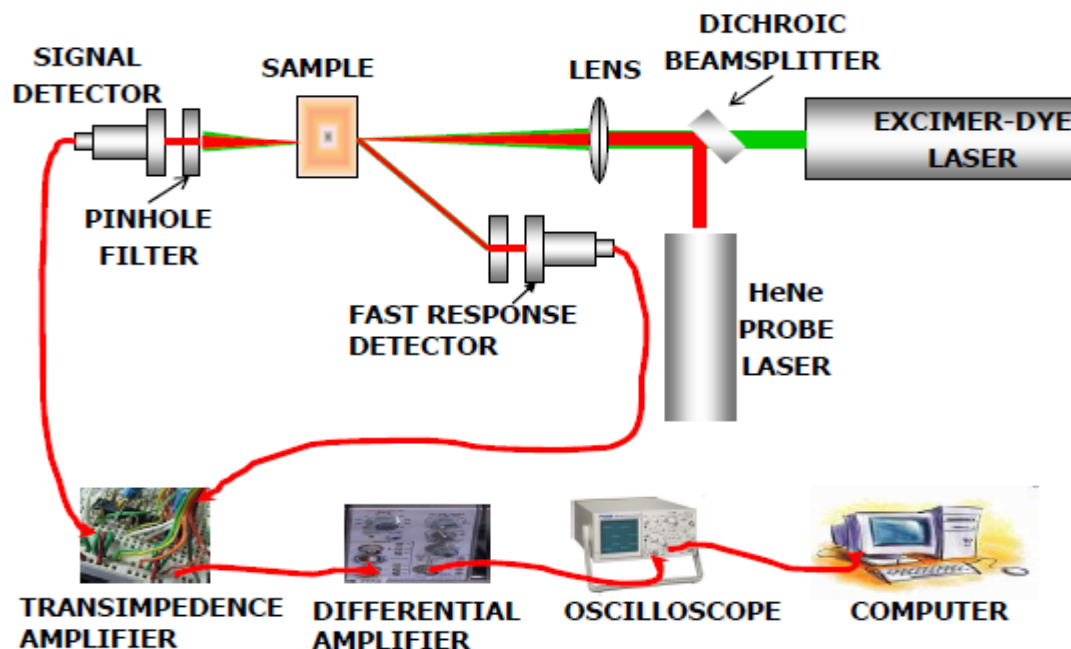 DICHROIC
BEAMSPLITTER
SIGNAL
DETECTOR
SAMPLE
LENS
EXCIMER-DYE
LASER
PINHOLE
FILTER
FAST RESPONSE
DETECTOR
HeNe
PROBE
LASER
TRANSIMPEDENCE
AMPLIFIER
DIFFERENTIAL
AMPLIFIER
OSCILLOSCOPE
COMPUTER